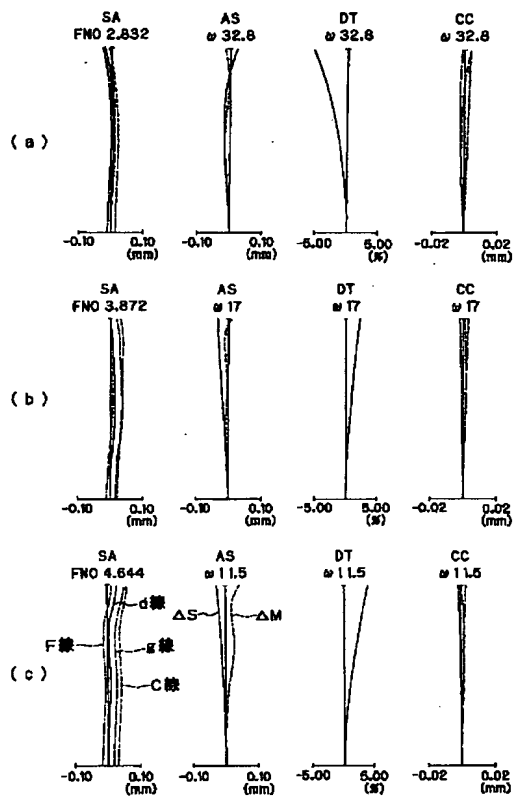 SA AS DT CC
FNO 2.832 ω 32.8 ω 32.8 ω 32.8
(a)
-0.10 0.10 -0.10 0.10 -5.00 5.00 -0.02 0.02
(mm) (mm) (%) (mm)
SA AS DT CC
FNO 3.872 ω 17 ω 17 ω 17
(b)
-0.10 0.10 -0.10 0.10 -5.00 5.00 -0.02 0.02
(mm) (mm) (%) (mm)
SA AS DT CC
FNO 4.644 ω 11.5 ω 11.5 ω 11.5
d線
ΔS ΔM
F線 g線
(c)
C線
-0.10 0.10 -0.10 0.10 -5.00 5.00 -0.02 0.02
(mm) (mm) (%) (mm)